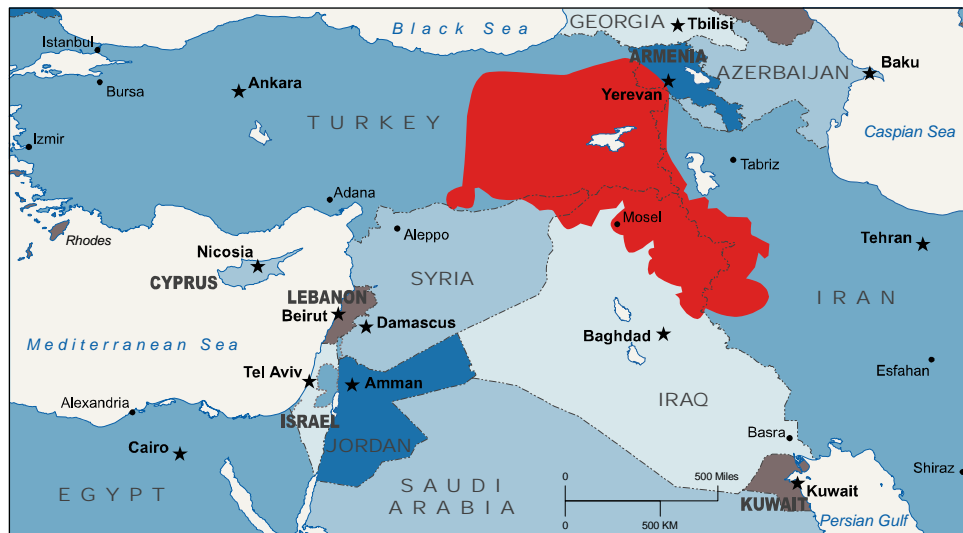 Black Sea
GEORGIA
Tbilisi
Istanbul
ARMENIA
AZERBAIJAN
Baku
Bursa
Ankara
Yerevan
TURKEY
Caspian Sea
Izmir
Tabriz
Adana
Mosel
Rhodes
Aleppo
Nicosia
Tehran
CYPRUS
SYRIA
LEBANON
IRAN
Beirut
Damascus
Baghdad
Mediterranean Sea
Esfahan
Tel Aviv
Amman
IRAQ
Alexandria
ISRAEL
Basra
JORDAN
Cairo
Shiraz
EGYPT
SAUDI
ARABIA
0
500 Miles
0
500 KM
KUWAIT
Kuwait
Persian Gulf